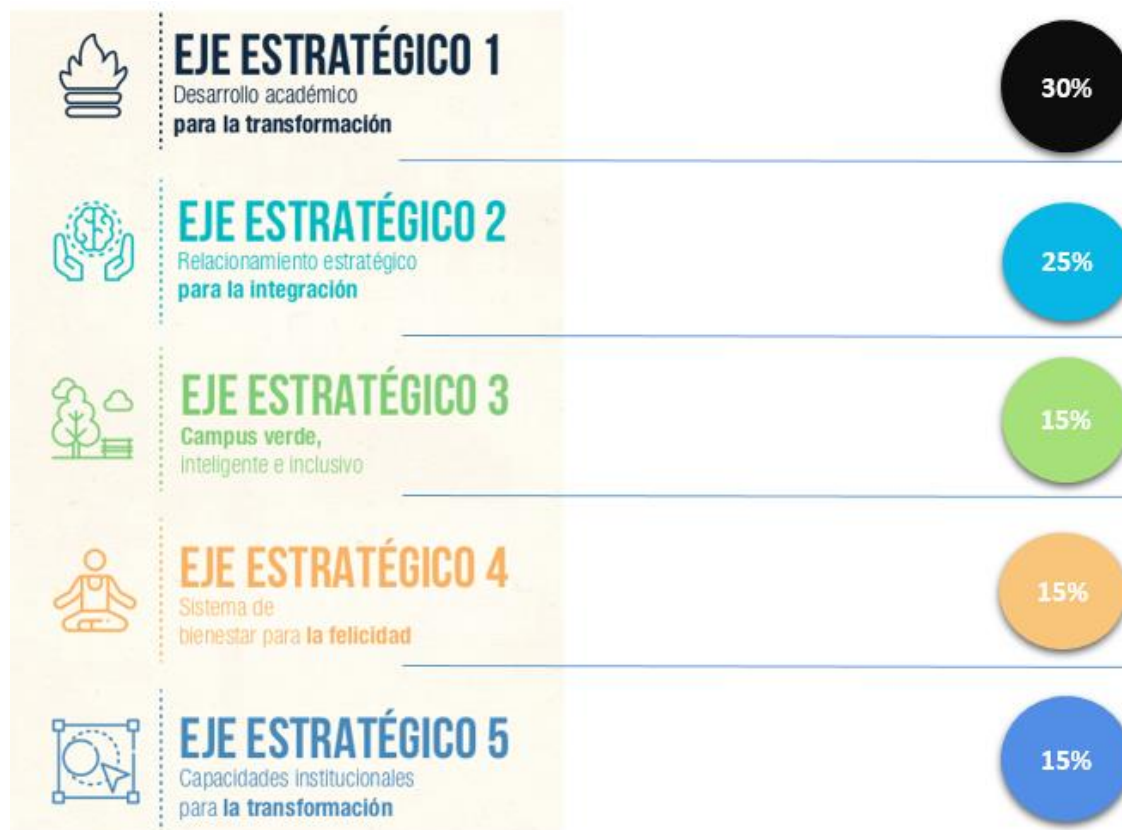 EJE ESTRATÉGICO 1
Desarrollo académico
para la transformación
30%
EJE ESTRATÉGICO 2
Relacionamiento estratégico
para la integración
25%
EJE ESTRATÉGICO 3
Campus verde,
inteligente e inclusivo
15%
EJE ESTRATÉGICO 4
Sistema de
bienestar para la felicidad
15%
EJE ESTRATÉGICO 5
Capacidades institucionales
para la transformación
15%